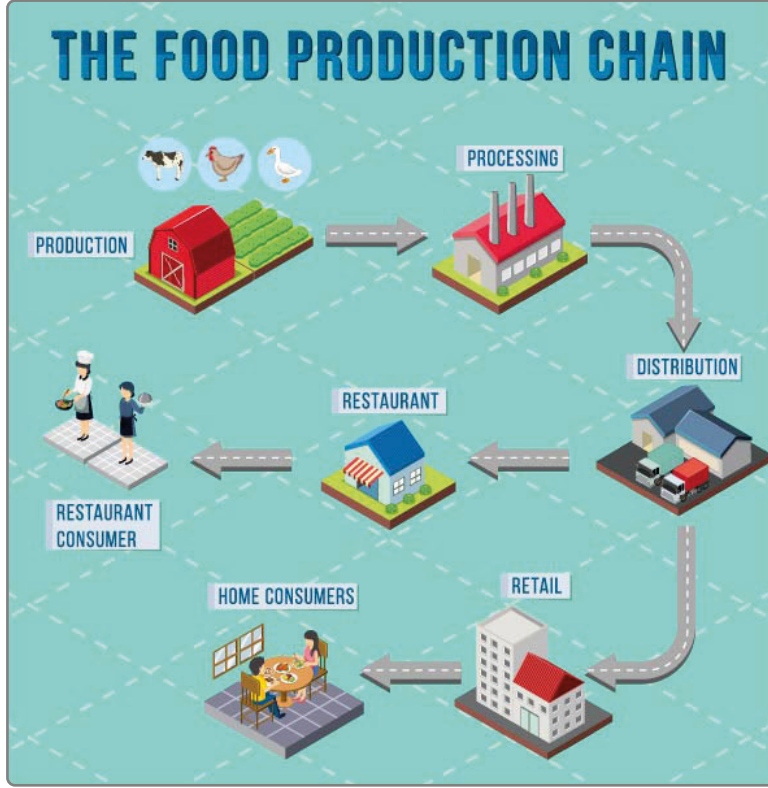 THE FOOD PRODUCTION CHAIN
PROCESSING
PRODUCTION
DISTRIBUTION
RESTAURANT
RESTAURANT
CONSUMER
RETAIL
HOME CONSUMERS